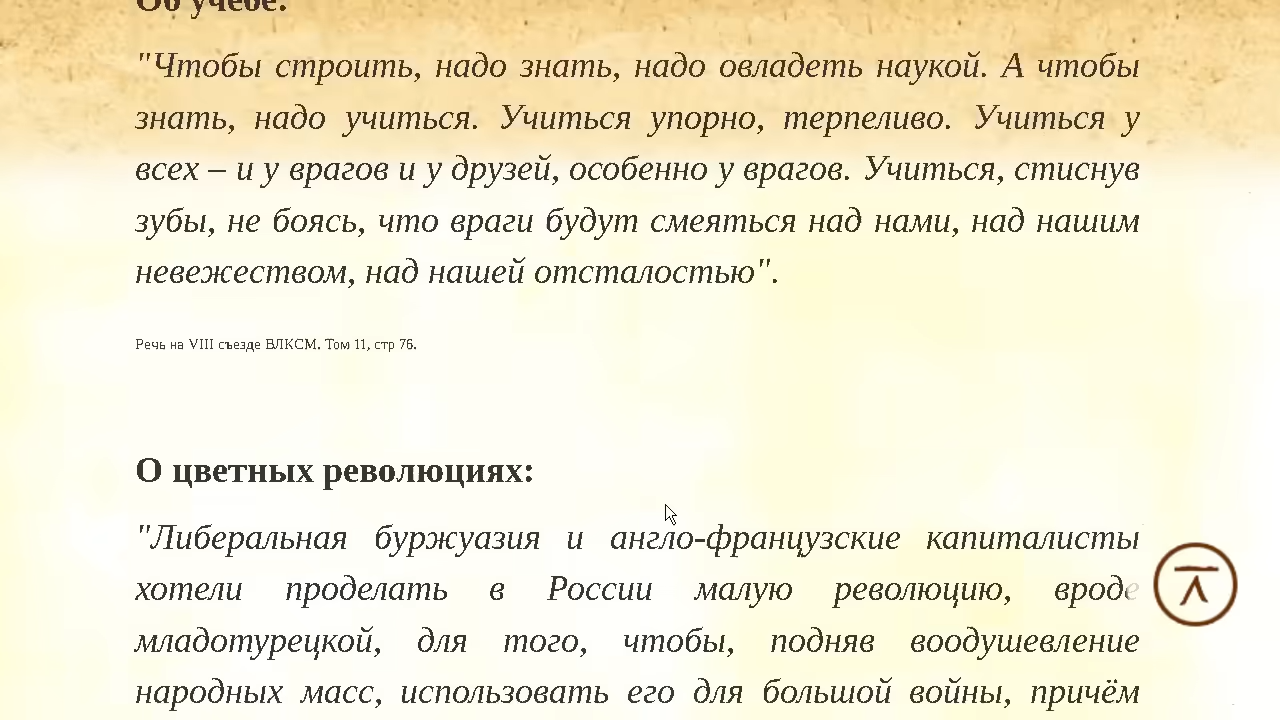 Об учебе:
"Чтобы строить, надо знать, надо овладеть наукой. А чтобы
знать, надо учиться. Учиться упорно, терпеливо. Учиться у
всех – и у врагов и у друзей, особенно у врагов. Учиться, стиснув
зубы, не боясь, что враги будут смеяться над нами, над нашим
невежеством, над нашей отсталостью".
Речь на VIII съезде ВЛКСМ. Том 11, стр 76.
О цветных революциях:
"Либеральная буржуазия и англо-французские капиталисты
хотели проделать в России малую революцию, вроде
младотурецкой, для того, чтобы, подняв воодушевление
народных масс, использовать его для большой войны, причём